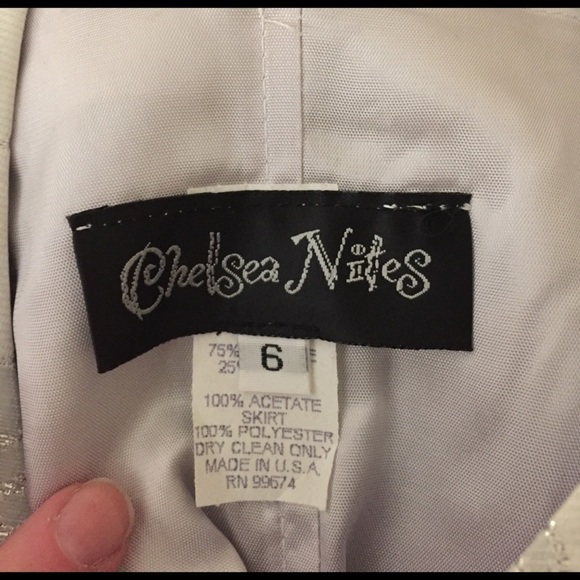 Chelsea Nites
6
75%
25%
100% ACETATE
SKIRT
100% POLYESTER
DRY CLEAN ONLY
MADE IN U.S.A.
RN 99674